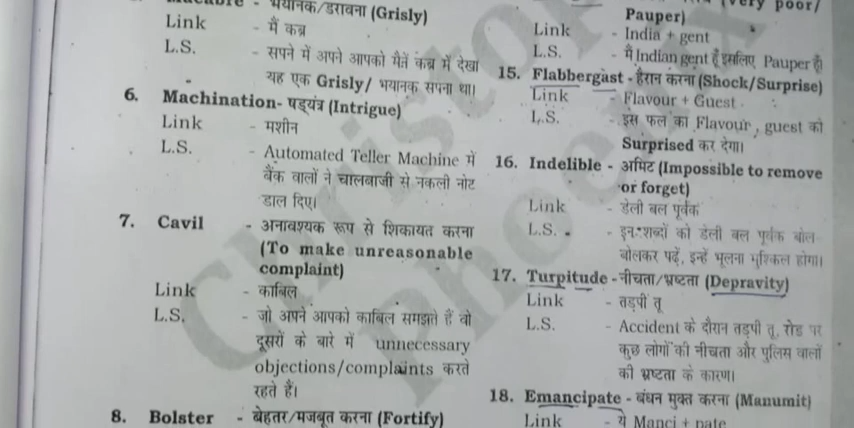 - भयानक/डरावना (Grisly)
Link - मैं कब्र
L.S. - सपने में अपने आपको मैतें कब्र में देखा
यह एक Grisly/ भयानक सपना था।
6. Machination- षड्यंत्र (Intrigue)
Link - मशीन
L.S. - Automated Teller Machine में
बैंक वालों ने चालबाजी से नकली नोट
डाल दिए।
7. Cavil - अनावश्यक रूप से शिकायत करना
(To make unreasonable
complaint)
Link - काबिल
L.S. - जो अपने आपको काबिल समझते हैं वो
दूसरों के बारे में unnecessary
objections/complaints करते
रहते हैं।
8. Bolster - बेहतर/मजबूत करना (Fortify)
(Very poor/
Pauper)
Link - India + gent
L.S. - मैं Indian gent हूँ इसलिए Pauper हूँ।
15. Flabbergast - हैरान करना (Shock/Surprise)
Link - Flavour + Guest
L.S. - इस फल का Flavour, guest को
Surprised कर देगा।
16. Indelible - अमिट (Impossible to remove
or forget)
Link - डेली बल पूर्वक
L.S. - इन शब्दों को डेली बल पूर्वक बोल-
बोलकर पढ़ें, इन्हें भूलना मुश्किल होगा।
17. Turpitude - नीचता/भ्रष्टता (Depravity)
Link - तड़पी तू
L.S. - Accident के दौरान तड़पी तू, रोड पर
कुछ लोगों की नीचता और पुलिस वालों
की भ्रष्टता के कारण।
18. Emancipate - बंधन मुक्त करना (Manumit)
Link - ये Manci + pate